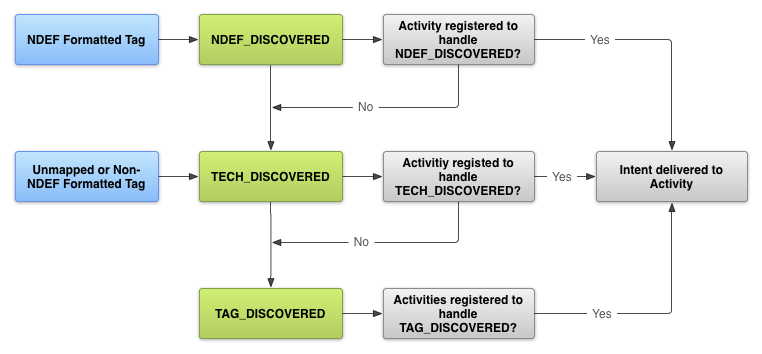 NDEF Formatted Tag
NDEF_DISCOVERED
Activity registered to
handle
NDEF_DISCOVERED?
Yes
No
Unmapped or Non-
NDEF Formatted Tag
TECH_DISCOVERED
Activitiy registed to
handle
TECH_DISCOVERED?
Yes
Intent delivered to
Activity
No
TAG_DISCOVERED
Activities registered to
handle
TAG_DISCOVERED?
Yes